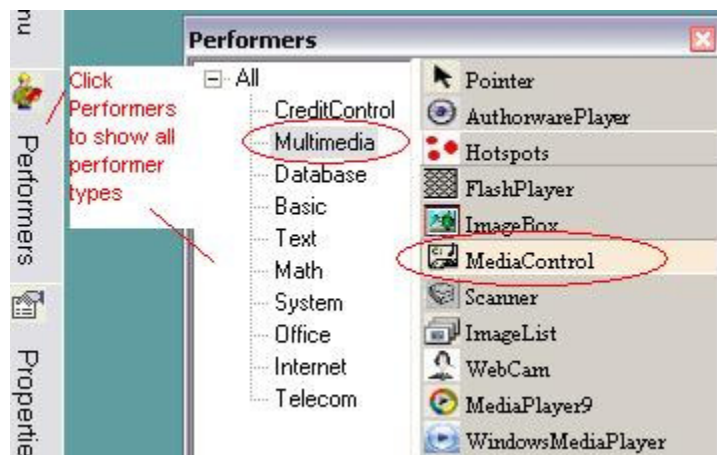 nu
Performers
Propertie
Click
Performers
to show all
performer
types
Performers
All
CreditControl
Multimedia
Database
Basic
Text
Math
System
Office
Internet
Telecom
Pointer
AuthorwarePlayer
Hotspots
FlashPlayer
ImageBox
MediaControl
Scanner
ImageList
WebCam
MediaPlayer9
WindowsMediaPlayer